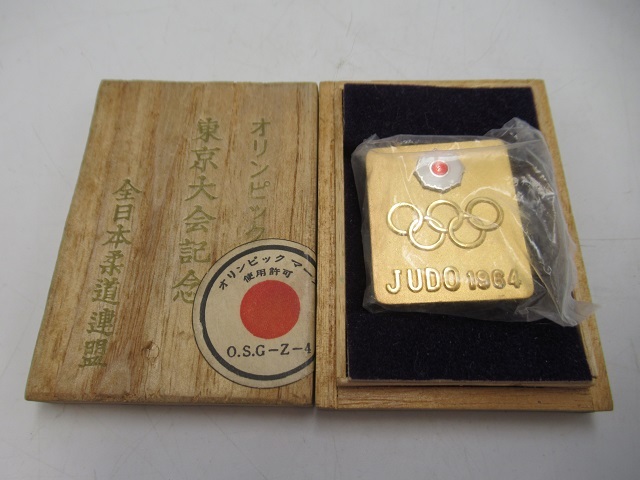 オリンピック
東京大会記念
全日本柔道連盟
オリンピックマー
使用許可
O.S.G-Z-4
JUDO 1964